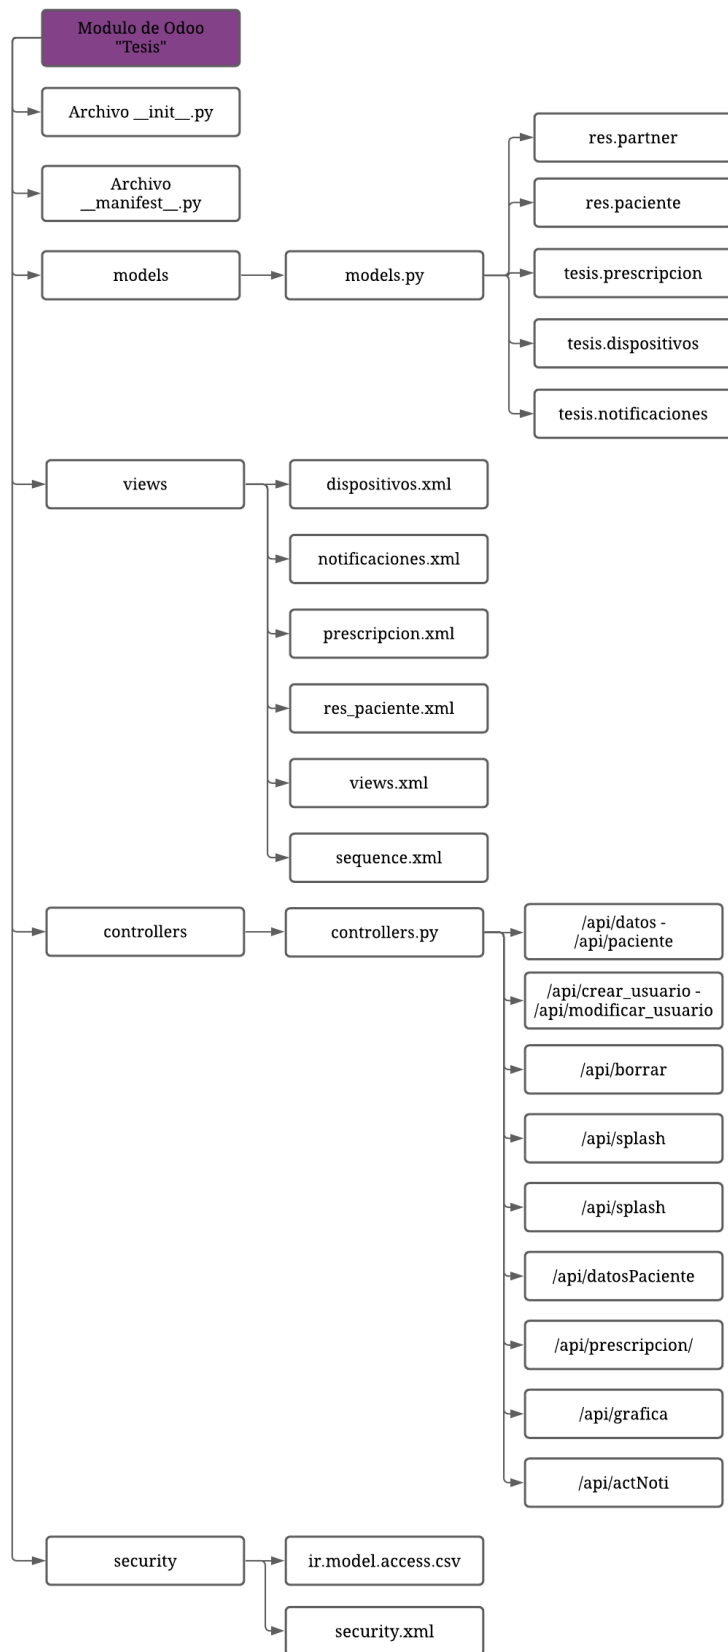 Modulo de Odoo
"Tesis"
Archivo __init__.py
Archivo
__manifest__.py
models
models.py
res.partner
res.paciente
tesis.prescripcion
tesis.dispositivos
tesis.notificaciones
views
dispositivos.xml
notificaciones.xml
prescripcion.xml
res_paciente.xml
views.xml
sequence.xml
controllers
controllers.py
/api/datos -
/api/paciente
/api/crear_usuario -
/api/modificar_usuario
/api/borrar
/api/splash
/api/splash
/api/datosPaciente
/api/prescripcion/
/api/grafica
/api/actNoti
security
ir.model.access.csv
security.xml